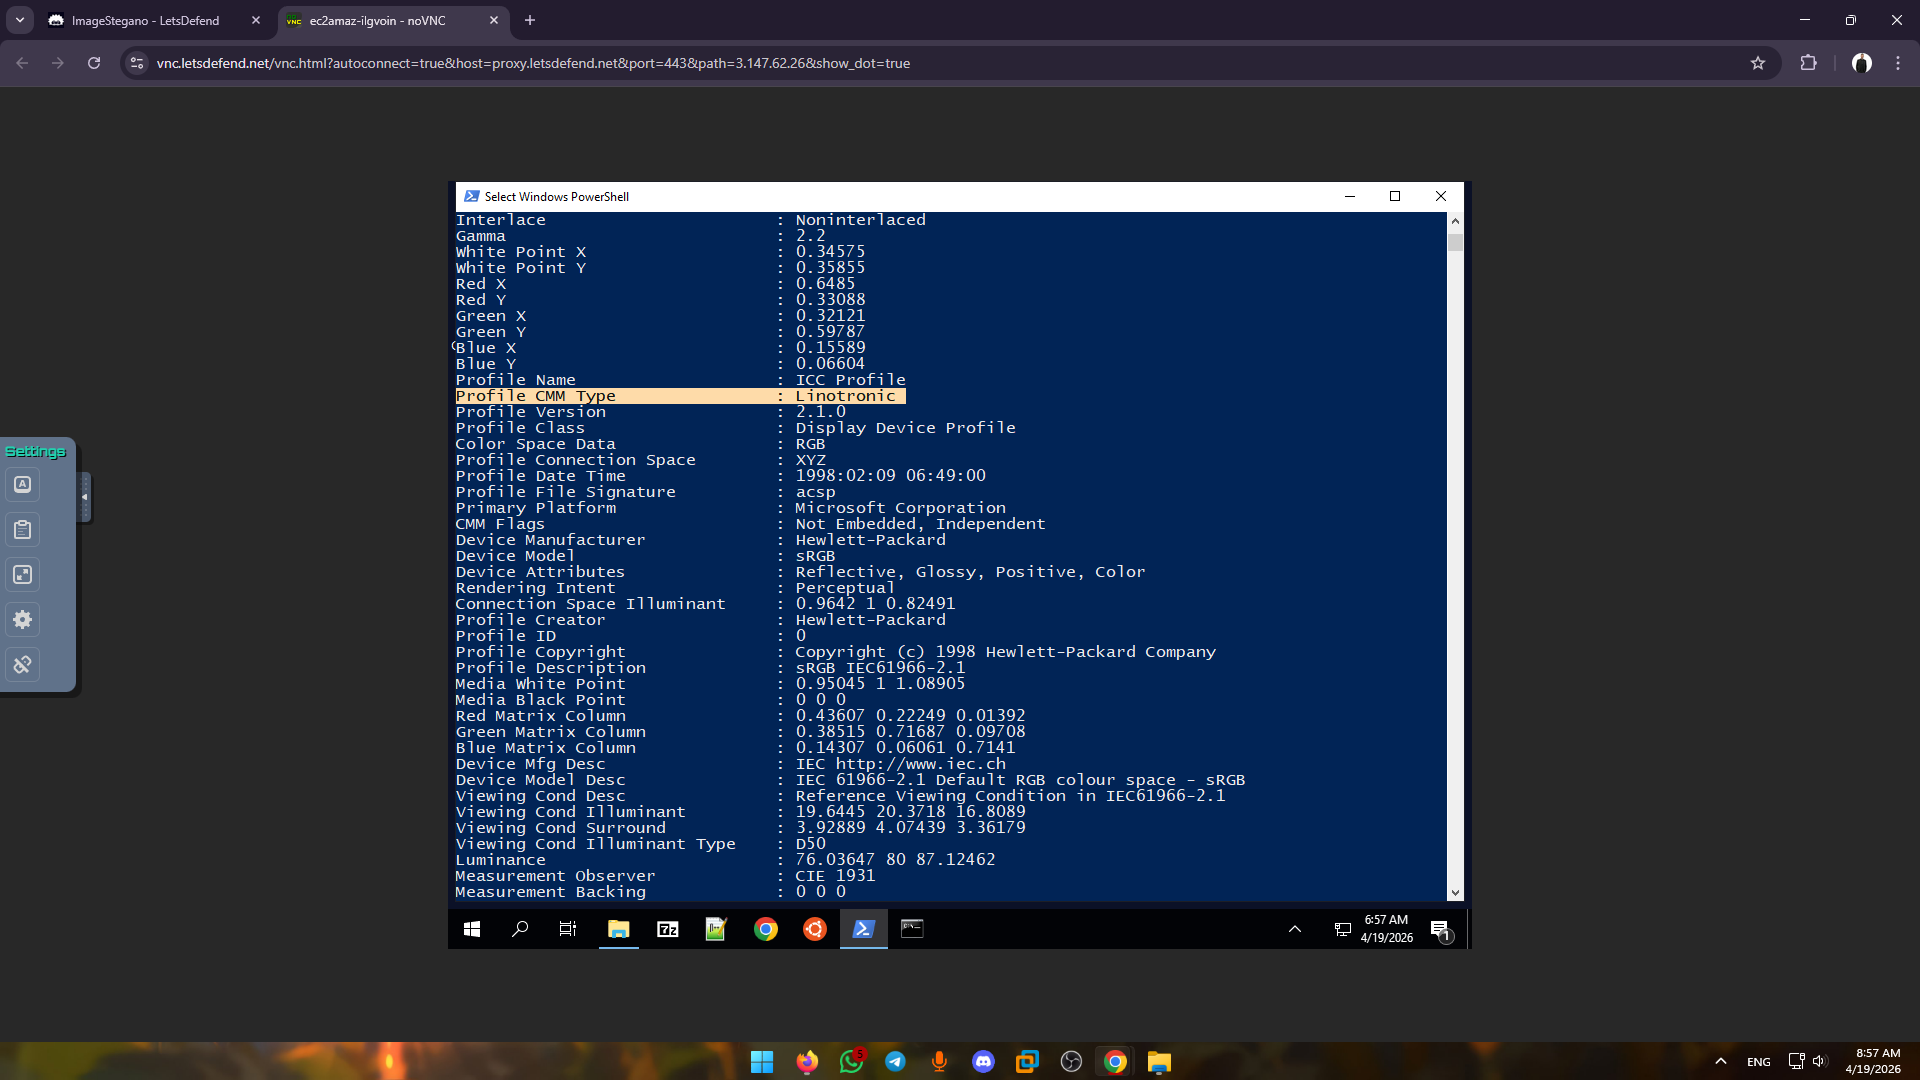 ImageStegano - LetsDefend
ec2amaz-ilgvoin - noVNC
vnc.letsdefend.net/vnc.html?autoconnect=true&host=proxy.letsdefend.net&port=443&path=3.147.62.26&show_dot=true
Select Windows PowerShell
Interlace : Noninterlaced
Gamma : 2.2
White Point X : 0.34575
White Point Y : 0.35855
Red X : 0.6485
Red Y : 0.33088
Green X : 0.32121
Green Y : 0.59787
Blue X : 0.15589
Blue Y : 0.06604
Profile Name : ICC Profile
Profile CMM Type : Linotronic
Profile Version : 2.1.0
Profile Class : Display Device Profile
Color Space Data : RGB
Profile Connection Space : XYZ
Profile Date Time : 1998:02:09 06:49:00
Profile File Signature : acsp
Primary Platform : Microsoft Corporation
CMM Flags : Not Embedded, Independent
Device Manufacturer : Hewlett-Packard
Device Model : sRGB
Device Attributes : Reflective, Glossy, Positive, Color
Rendering Intent : Perceptual
Connection Space Illuminant : 0.9642 1 0.82491
Profile Creator : Hewlett-Packard
Profile ID : 0
Profile Copyright : Copyright (c) 1998 Hewlett-Packard Company
Profile Description : sRGB IEC61966-2.1
Media White Point : 0.95045 1 1.08905
Media Black Point : 0 0 0
Red Matrix Column : 0.43607 0.22249 0.01392
Green Matrix Column : 0.38515 0.71687 0.09708
Blue Matrix Column : 0.14307 0.06061 0.7141
Device Mfg Desc : IEC http://www.iec.ch
Device Model Desc : IEC 61966-2.1 Default RGB colour space - sRGB
Viewing Cond Desc : Reference Viewing Condition in IEC61966-2.1
Viewing Cond Illuminant : 19.6445 20.3718 16.8089
Viewing Cond Surround : 3.92889 4.07439 3.36179
Viewing Cond Illuminant Type : D50
Luminance : 76.03647 80 87.12462
Measurement Observer : CIE 1931
Measurement Backing : 0 0 0
Settings
A
7z
6:57 AM
4/19/2026
1
5
ENG
8:57 AM
4/19/2026